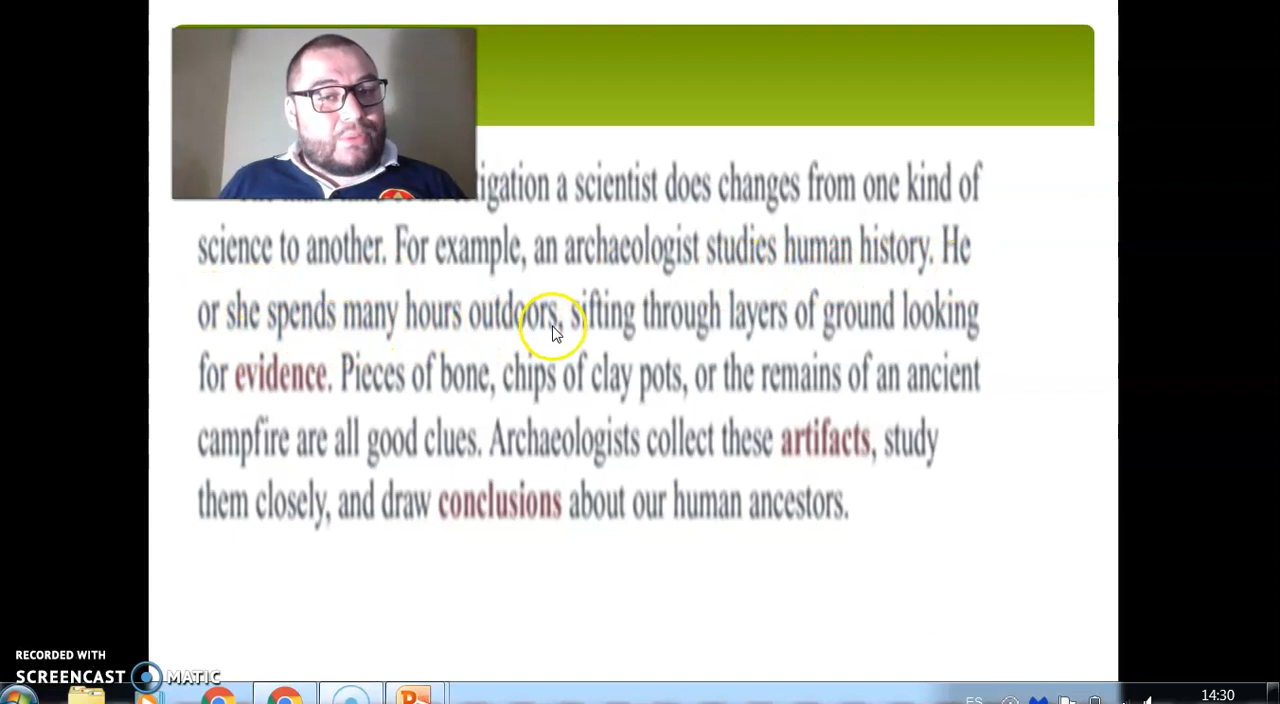 igation a scientist does changes from one kind of
science to another. For example, an archaeologist studies human history. He
or she spends many hours outdoors, sifting through layers of ground looking
for evidence. Pieces of bone, chips of clay pots, or the remains of an ancient
campfire are all good clues. Archaeologists collect these artifacts, study
them closely, and draw conclusions about our human ancestors.
RECORDED WITH
SCREENCAST MATIC
ES
14:30